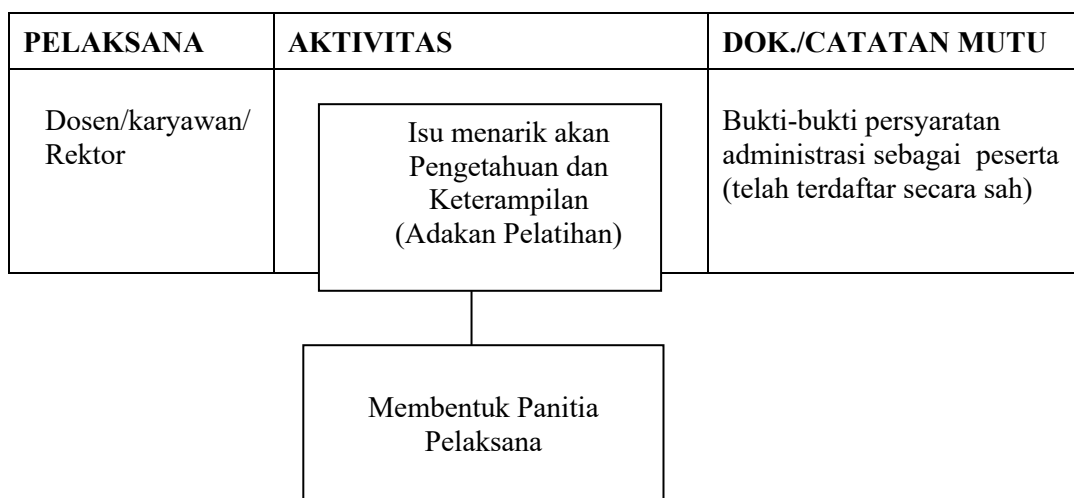 PELAKSANA
AKTIVITAS
DOK./CATATAN MUTU
Dosen/karyawan/
Rektor
Isu menarik akan
Pengetahuan dan
Keterampilan
(Adakan Pelatihan)
Bukti-bukti persyaratan
administrasi sebagai peserta
(telah terdaftar secara sah)
Membentuk Panitia
Pelaksana